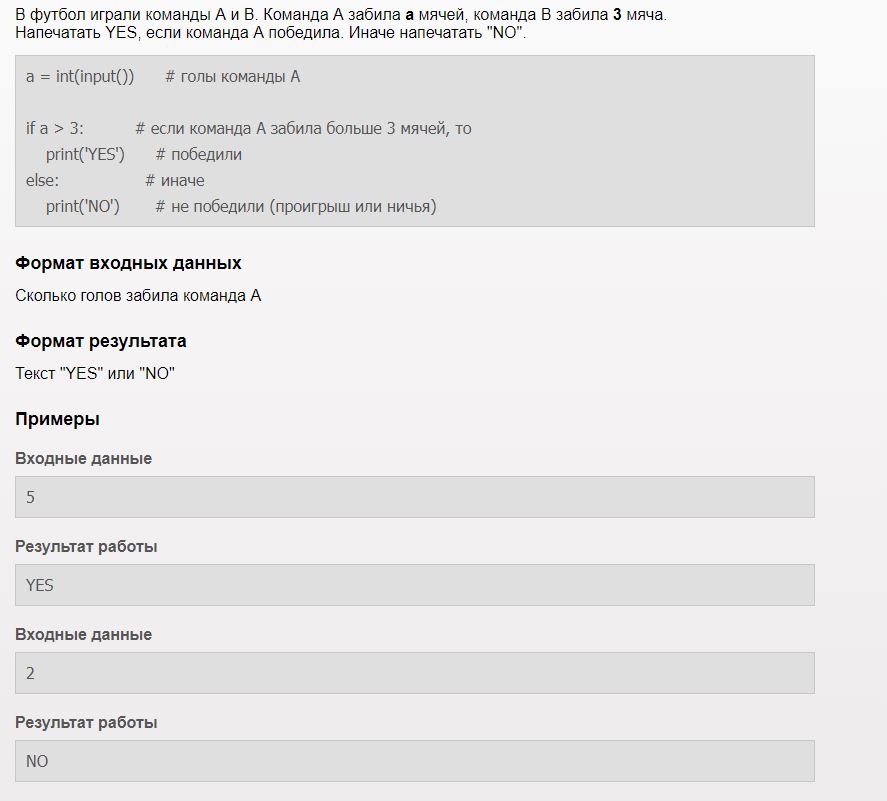 В футбол играли команды А и В. Команда А забила a мячей, команда В забила 3 мяча.
Напечатать YES, если команда А победила. Иначе напечатать "NO".
a = int(input()) # голы команды А
if a > 3: # если команда А забила больше 3 мячей, то
print('YES') # победили
else: # иначе
print('NO') # не победили (проигрыш или ничья)
Формат входных данных
Сколько голов забила команда А
Формат результата
Текст "YES" или "NO"
Примеры
Входные данные
5
Результат работы
YES
Входные данные
2
Результат работы
NO